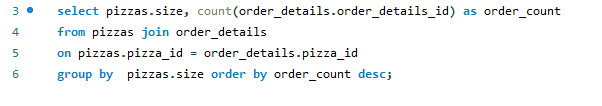 3 select pizzas.size, count(order_details.order_details_id) as order_count
4 from pizzas join order_details
5 on pizzas.pizza_id = order_details.pizza_id
6 group by  pizzas.size order by order_count desc;